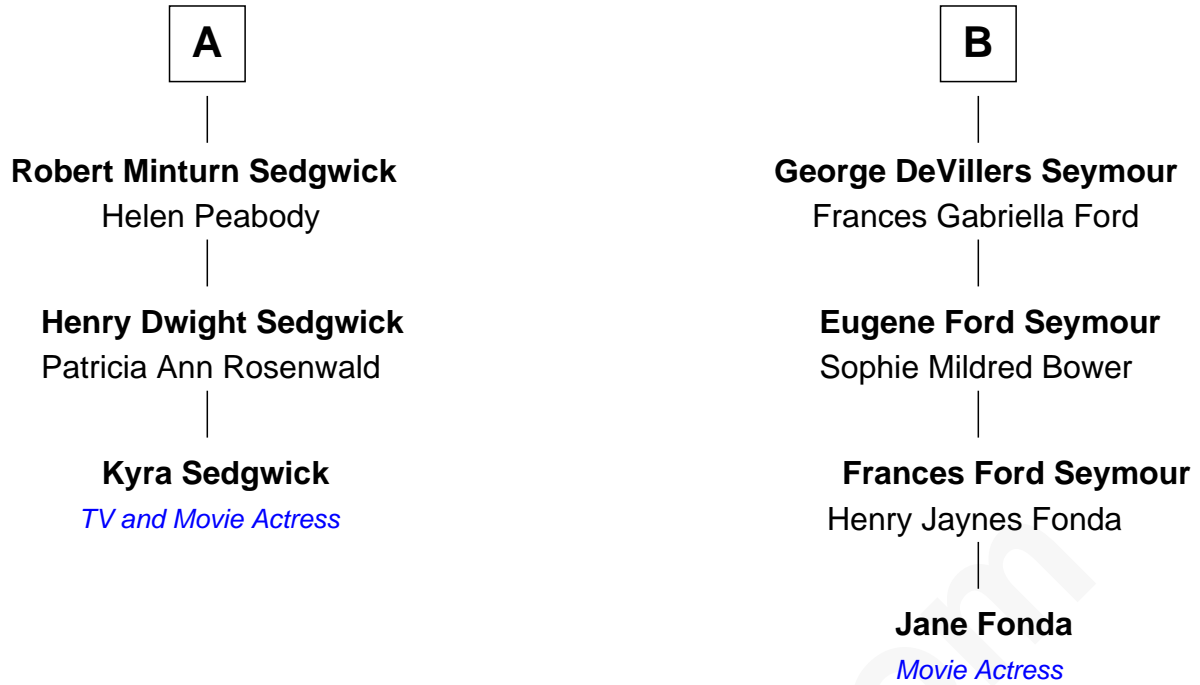 A
Robert Minturn Sedgwick
Helen Peabody
Henry Dwight Sedgwick
Patricia Ann Rosenwald
Kyra Sedgwick
TV and Movie Actress
B
George DeVillers Seymour
Frances Gabriella Ford
Eugene Ford Seymour
Sophie Mildred Bower
Frances Ford Seymour
Henry Jaynes Fonda
Jane Fonda
Movie Actress